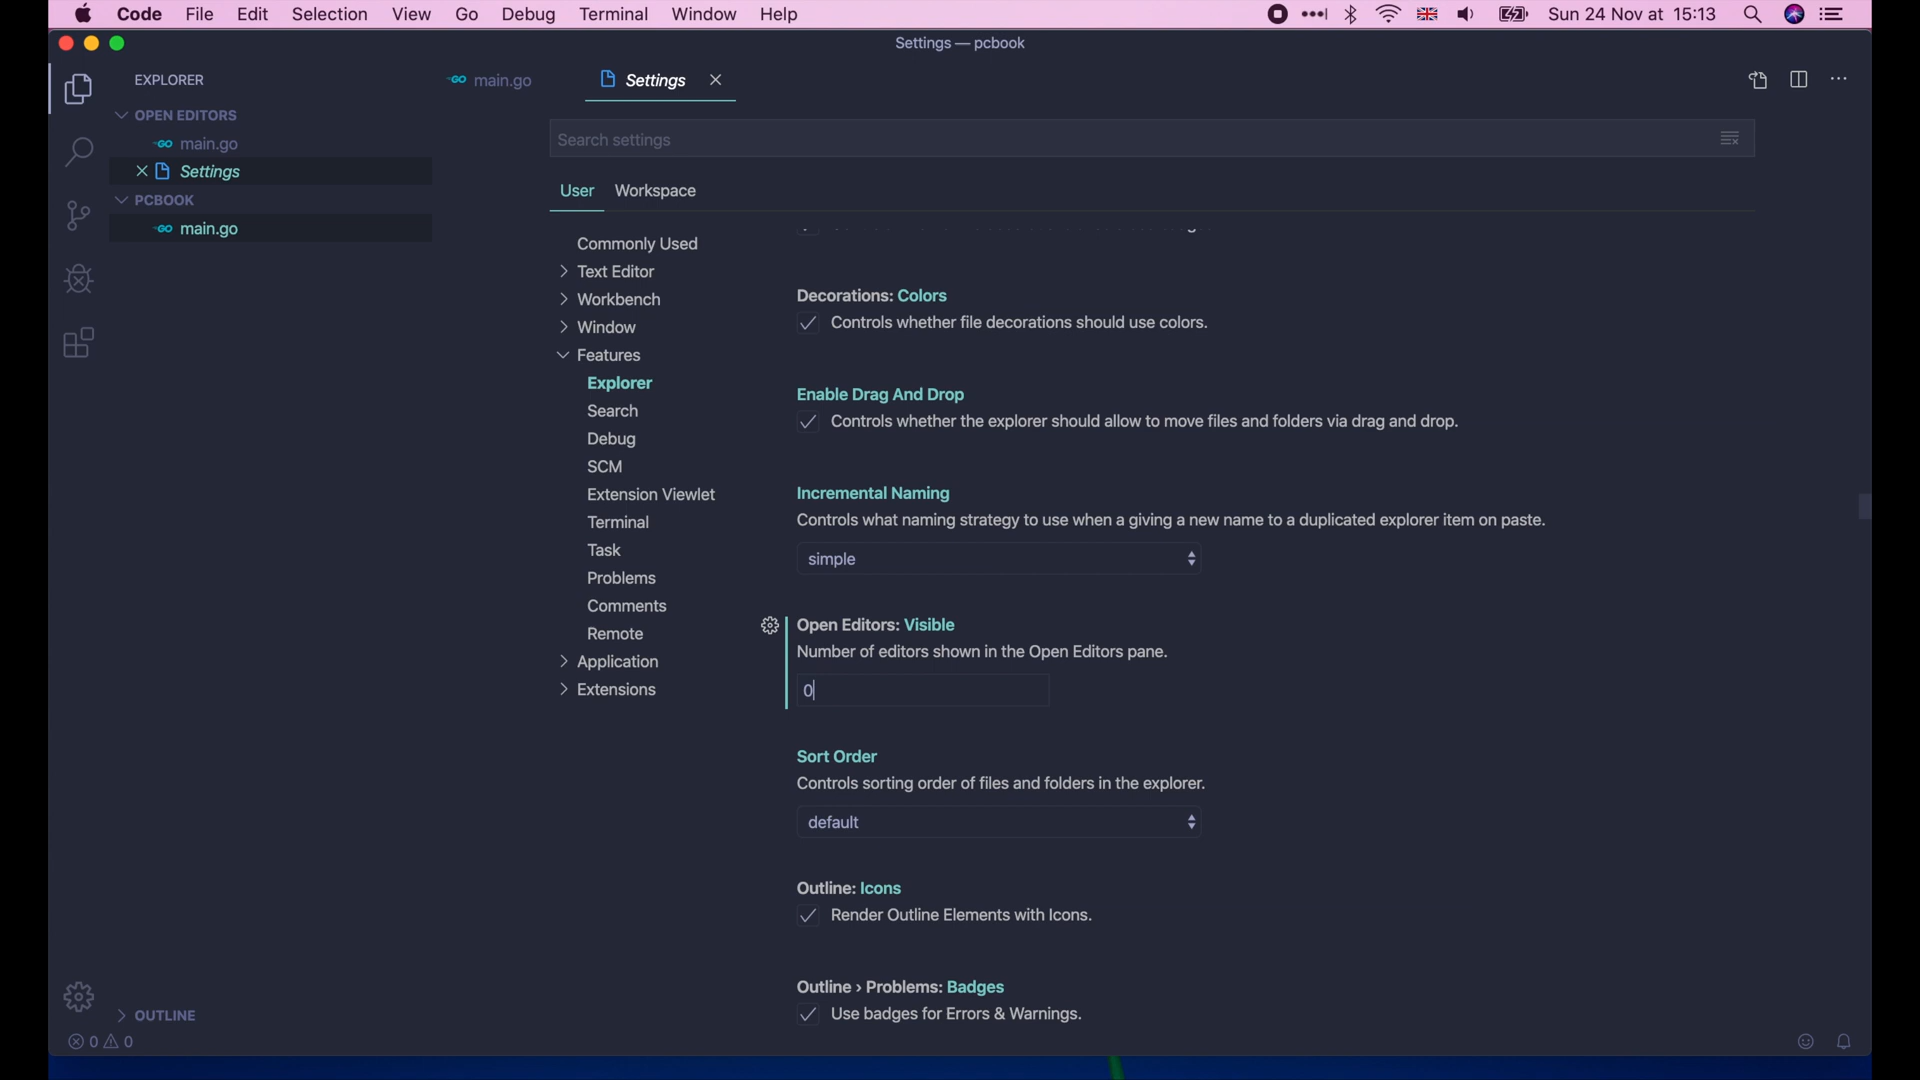 Code File Edit Selection View Go Debug Terminal Window Help Sun 24 Nov at 15:13
Settings — pcbook
EXPLORER
OPEN EDITORS
main.go
Settings
PCBOOK
main.go
OUTLINE
0 0
main.go Settings
Search settings
User Workspace
Commonly Used
Text Editor
Workbench
Window
Features
Explorer
Search
Debug
SCM
Extension Viewlet
Terminal
Task
Problems
Comments
Remote
Application
Extensions
Decorations: Colors
Controls whether file decorations should use colors.
Enable Drag And Drop
Controls whether the explorer should allow to move files and folders via drag and drop.
Incremental Naming
Controls what naming strategy to use when a giving a new name to a duplicated explorer item on paste.
simple
Open Editors: Visible
Number of editors shown in the Open Editors pane.
0
Sort Order
Controls sorting order of files and folders in the explorer.
default
Outline: Icons
Render Outline Elements with Icons.
Outline › Problems: Badges
Use badges for Errors & Warnings.